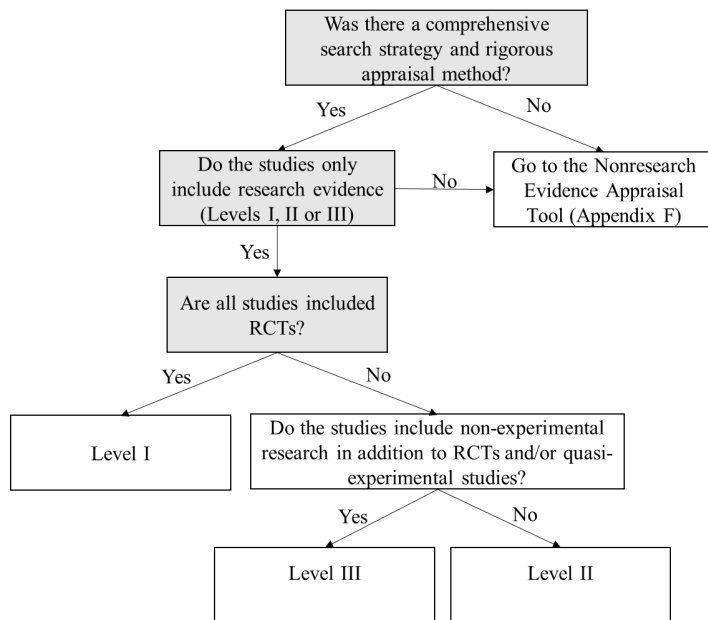 Was there a comprehensive
search strategy and rigorous
appraisal method?
Yes
No
Do the studies only
include research evidence
(Levels I, II or III)
No
Go to the Nonresearch
Evidence Appraisal
Tool (Appendix F)
Yes
Are all studies included
RCTs?
Yes
No
Level I
Do the studies include non-experimental
research in addition to RCTs and/or quasi-
experimental studies?
Yes
No
Level III
Level II